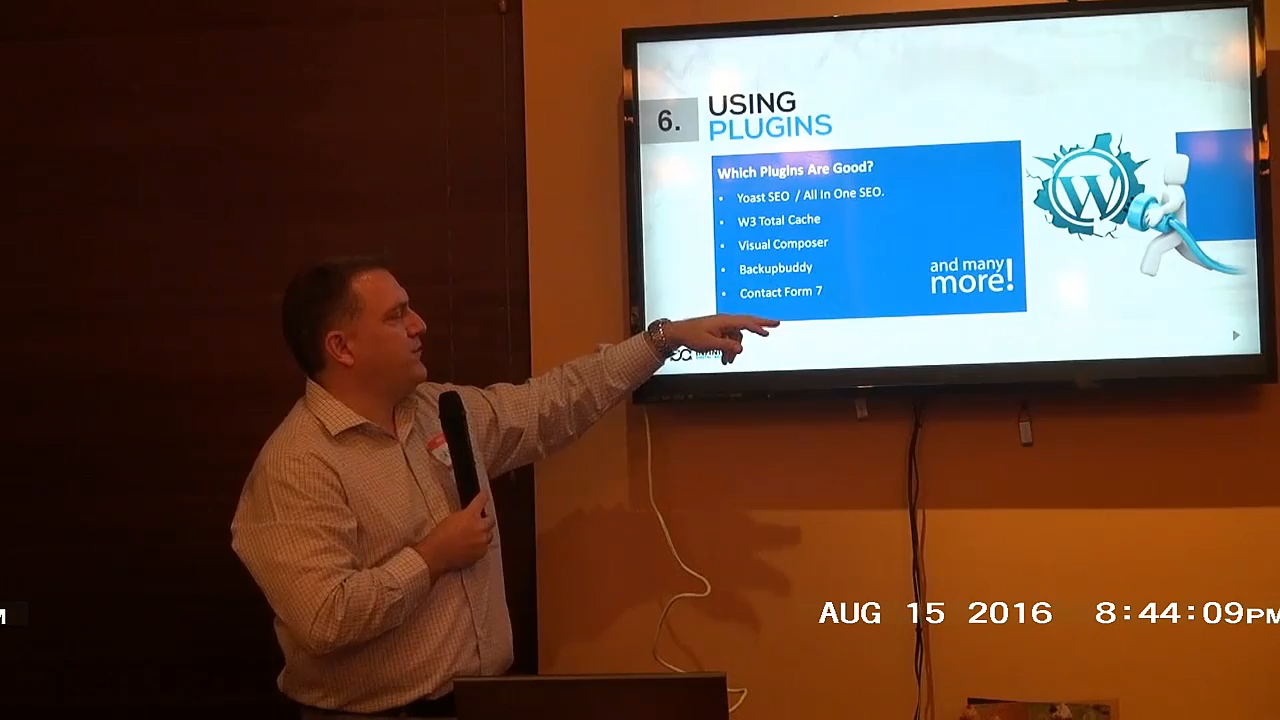 6.
USING
PLUGINS
Which Plugins Are Good?
• Yoast SEO / All In One SEO.
• W3 Total Cache
• Visual Composer
• Backupbuddy
• Contact Form 7
and many
more!
W
AUG 15 2016 8:44:09PM